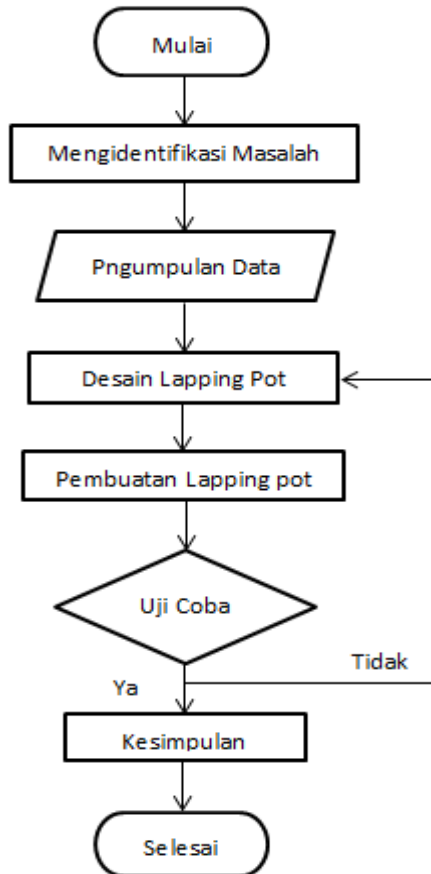 Mulai
Mengidentifikasi Masalah
Pngumpulan Data
Desain Lapping Pot
Pembuatan Lapping pot
Uji Coba
Tidak
Ya
Kesimpulan
Selesai